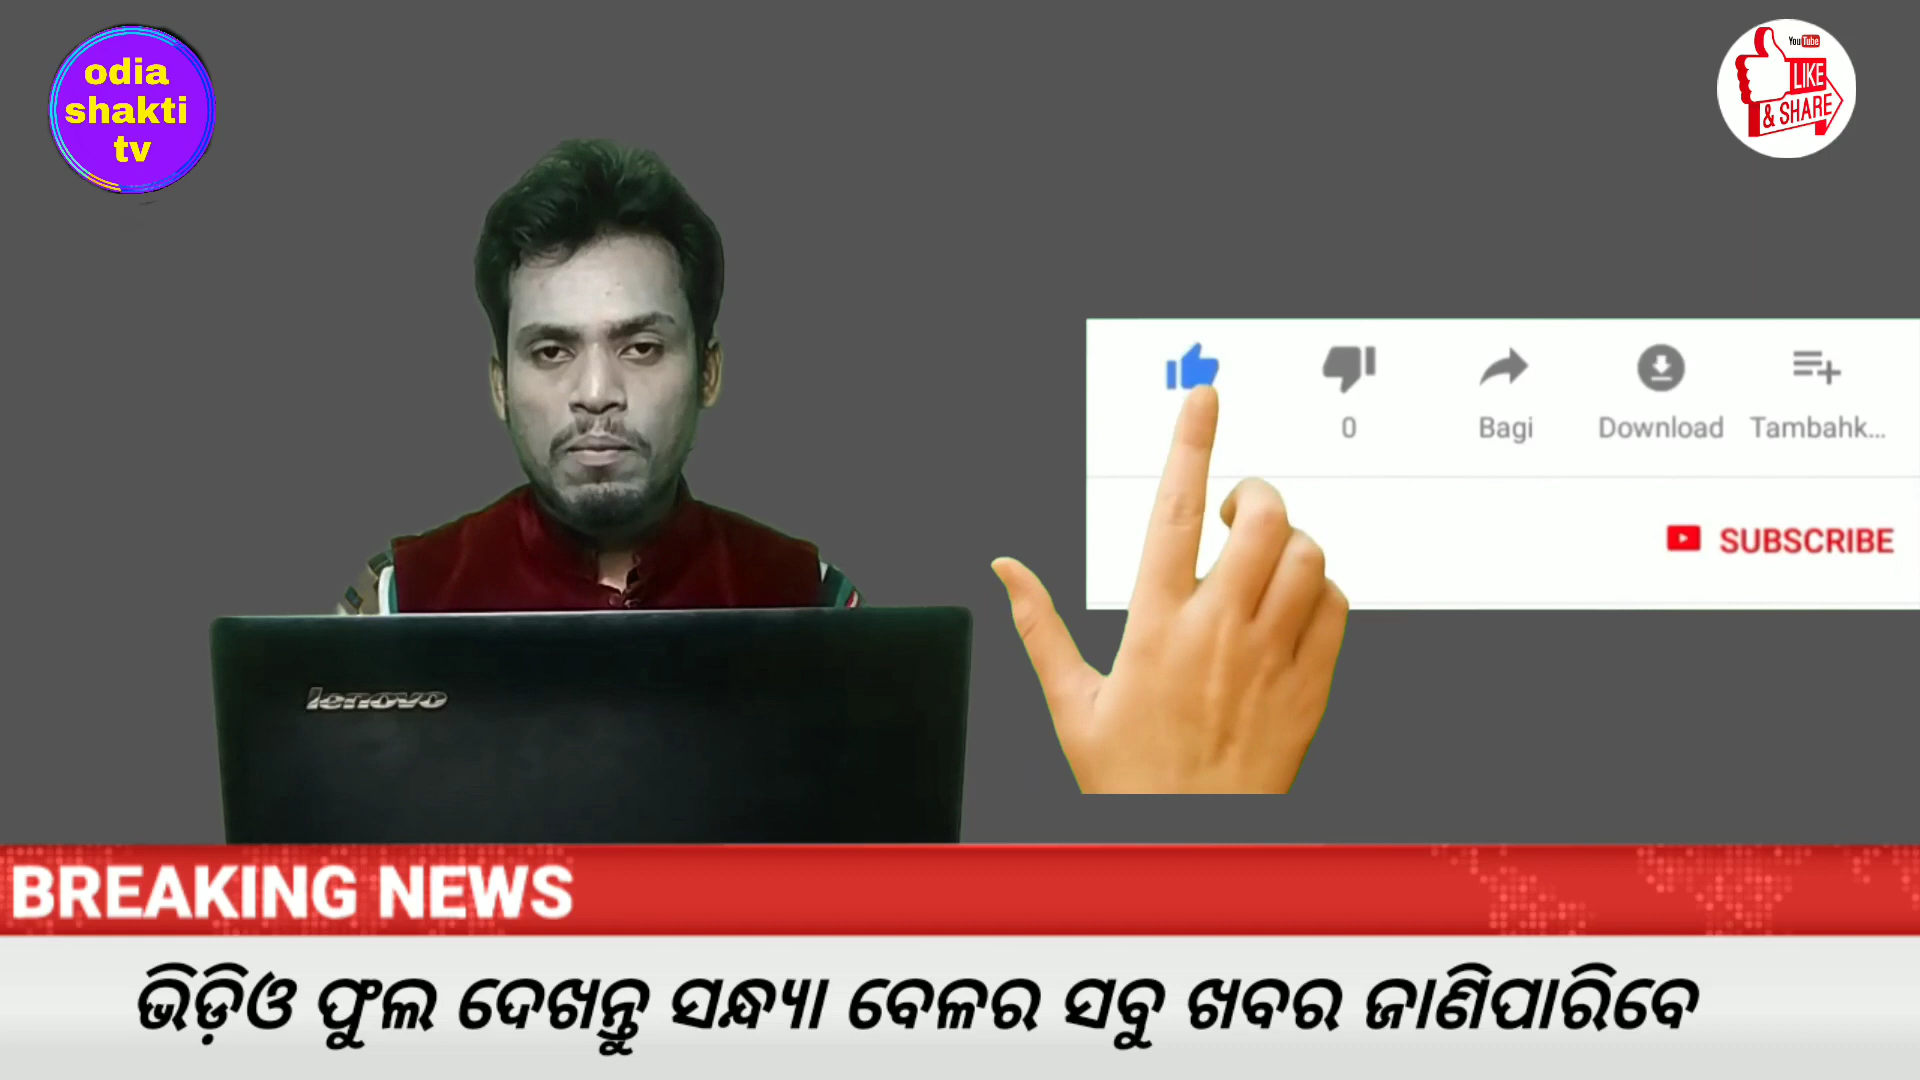 odia
shakti
tv
YouTube
LIKE
& SHARE
0
Bagi
Download
Tambahk...
SUBSCRIBE
lenovo
BREAKING NEWS
ଭିଡ଼ିଓ ଫୁଲ ଦେଖନ୍ତୁ ସନ୍ଧ୍ୟା ବେଳର ସବୁ ଖବର ଜାଣିପାରିବେ